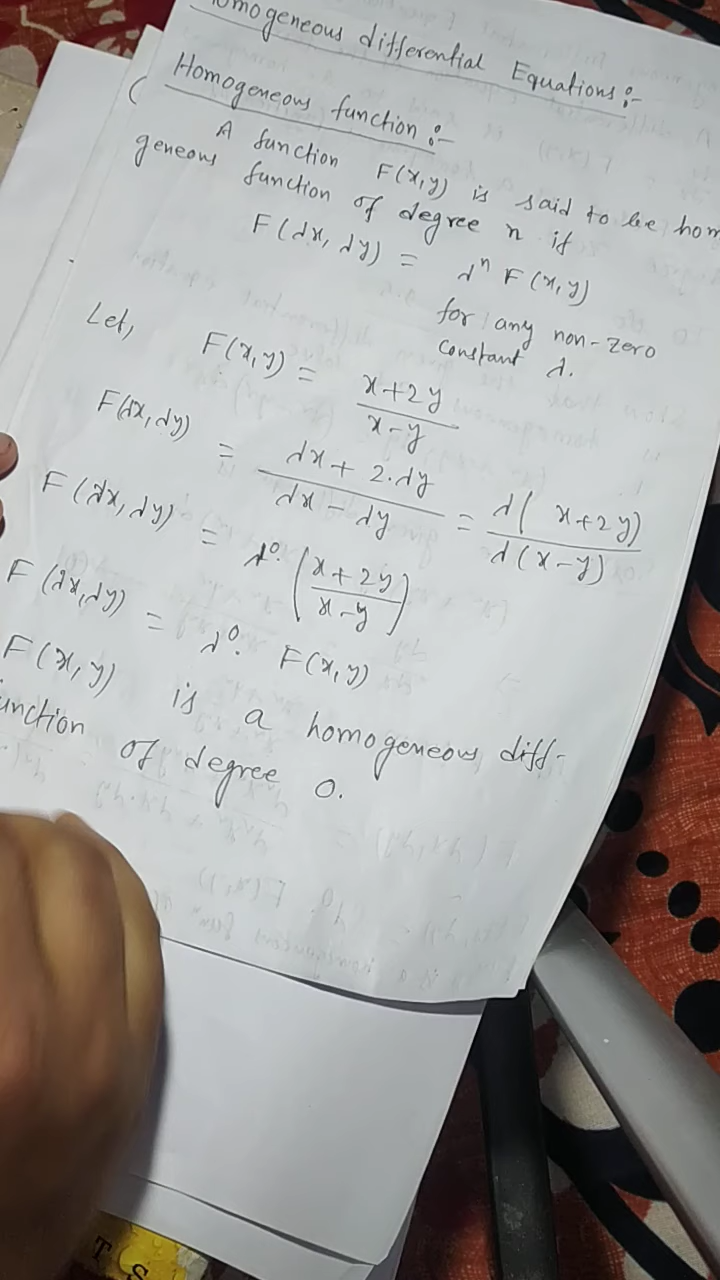 omogeneous differential Equations :-
Homogeneous function :-
A function F(x,y) is said to be hom
geneous function of degree n if
F(λx, λy) = λⁿ F(x,y)
for any non-zero
constant λ.
Let, F(x,y) = (x+2y)/(x-y)
F(λx, λy) = (λx + 2.λy)/(λx - λy) = λ(x+2y)/λ(x-y)
F(λx, λy) = λ⁰. ((x+2y)/(x-y))
F(λx, λy) = λ⁰. F(x,y)
F(x,y) is a homogeneous diff-
unction of degree 0.
T S